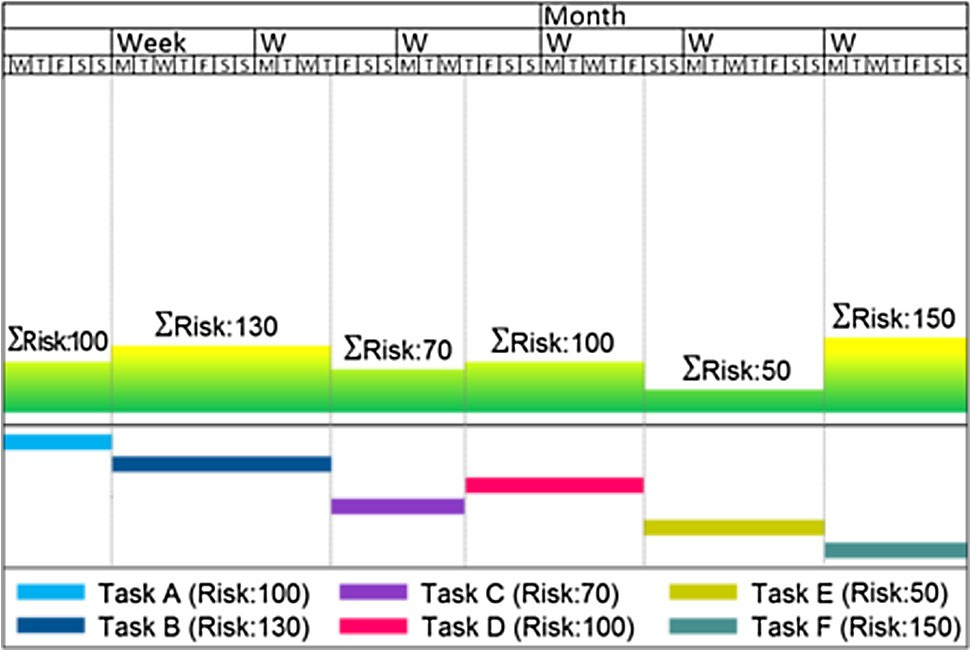 Month
Week W W W W W
W T F S S M T W T F S S M T W T F S S M T W T F S S M T W T F S S M T W T F S S M T W T F S S
ΣRisk:150
ΣRisk:100 ΣRisk:130 ΣRisk:70 ΣRisk:100
ΣRisk:50
Task A (Risk:100) Task C (Risk:70) Task E (Risk:50)
Task B (Risk:130) Task D (Risk:100) Task F (Risk:150)